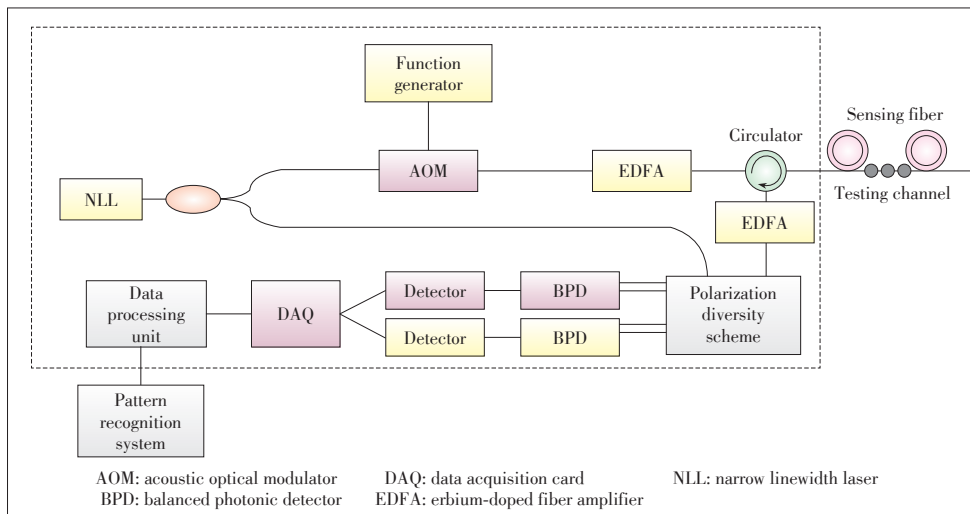 Function
generator
Circulator
Sensing fiber
AOM
EDFA
NLL
Testing channel
EDFA
Data
processing
unit
DAQ
Detector
BPD
Polarization
diversity
scheme
Detector
BPD
Pattern
recognition
system
AOM: acoustic optical modulator
DAQ: data acquisition card
NLL: narrow linewidth laser
BPD: balanced photonic detector
EDFA: erbium-doped fiber amplifier